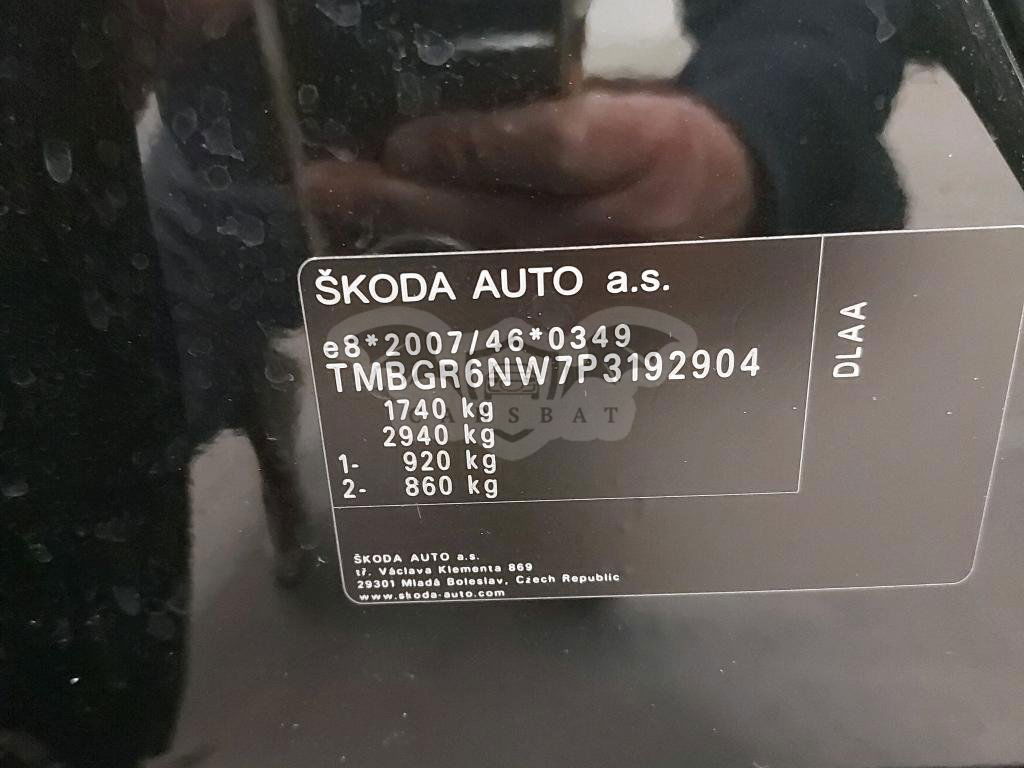 ŠKODA AUTO a.s.
e8*2007/46*0349
TMBGR6NW7P3192904
1740 kg
2940 kg
1- 920 kg
2- 860 kg
DLAA
CARSBAT
ŠKODA AUTO a.s.
tř. Václava Klementa 869
29301 Mladá Boleslav, Czech Republic
www.skoda-auto.com